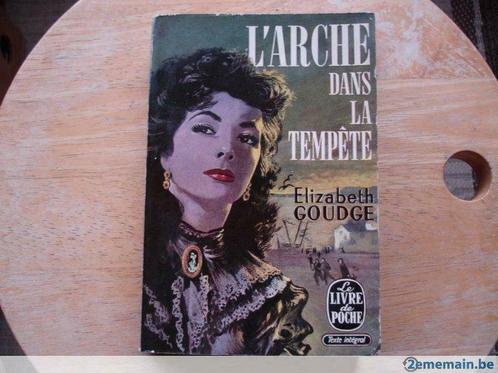 L'ARCHE
DANS
LA
TEMPÊTE
Elizabeth
GOUDGE
Le
LIVRE
de
POCHE
Texte intégral
2ememain.be